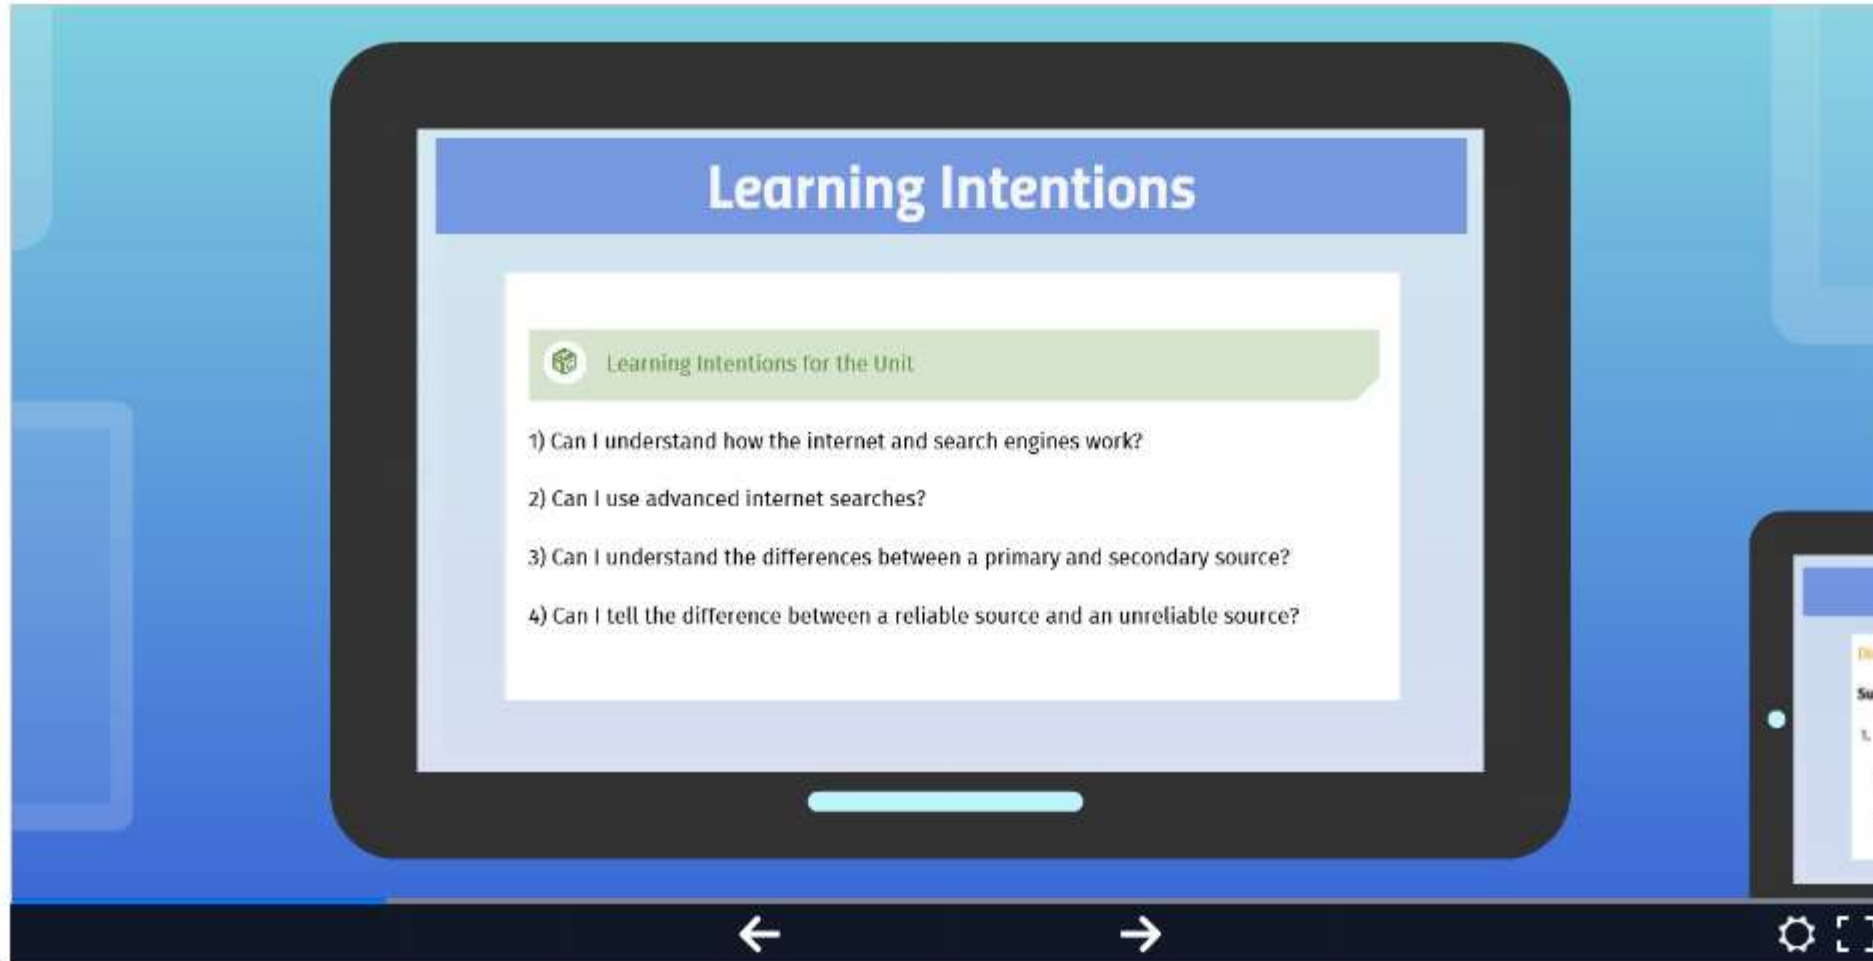 Learning Intentions
Learning Intentions for the Unit
1) Can I understand how the internet and search engines work?
2) Can I use advanced internet searches?
3) Can I understand the differences between a primary and secondary source?
4) Can I tell the difference between a reliable source and an unreliable source?
1.